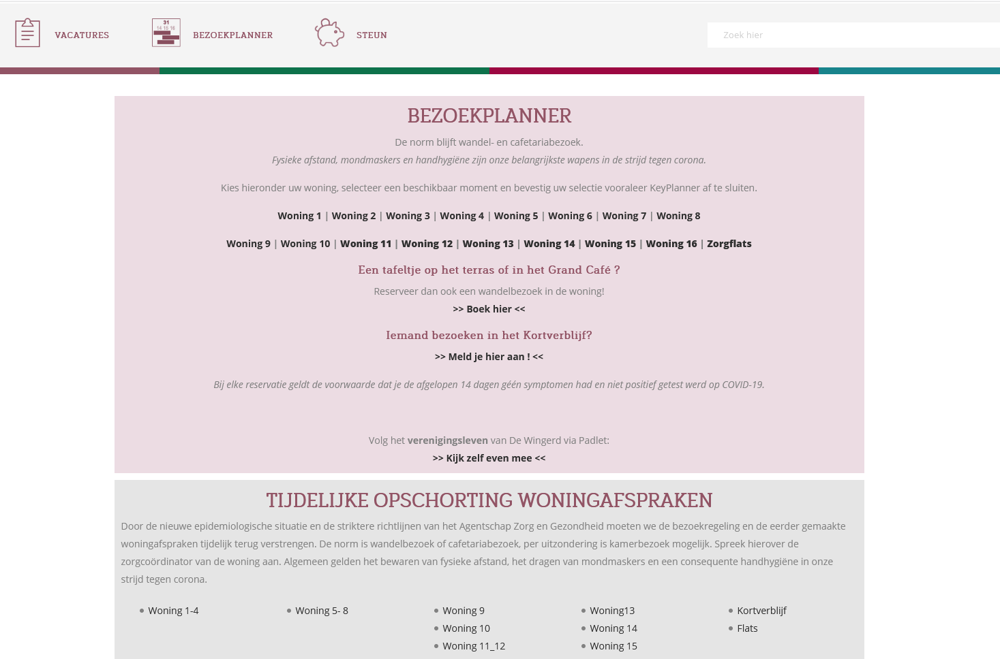 VACATURES
31
14 15 16
BEZOEKPLANNER
STEUN
Zoek hier
BEZOEKPLANNER
De norm blijft wandel- en cafetariabezoek.
Fysieke afstand, mondmaskers en handhygiëne zijn onze belangrijkste wapens in de strijd tegen corona.
Kies hieronder uw woning, selecteer een beschikbaar moment en bevestig uw selectie vooraleer KeyPlanner af te sluiten.
Woning 1 | Woning 2 | Woning 3 | Woning 4 | Woning 5 | Woning 6 | Woning 7 | Woning 8
Woning 9 | Woning 10 | Woning 11 | Woning 12 | Woning 13 | Woning 14 | Woning 15 | Woning 16 | Zorgflats
Een tafeltje op het terras of in het Grand Café ?
Reserveer dan ook een wandelbezoek in de woning!
>> Boek hier <<
Iemand bezoeken in het Kortverblijf?
>> Meld je hier aan ! <<
Bij elke reservatie geldt de voorwaarde dat je de afgelopen 14 dagen géén symptomen had en niet positief getest werd op COVID-19.
Volg het verenigingsleven van De Wingerd via Padlet:
>> Kijk zelf even mee <<
TIJDELIJKE OPSCHORTING WONINGAFSPRAKEN
Door de nieuwe epidemiologische situatie en de striktere richtlijnen van het Agentschap Zorg en Gezondheid moeten we de bezoekregeling en de eerder gemaakte
woningafspraken tijdelijk terug verstrengen. De norm is wandelbezoek of cafetariabezoek, per uitzondering is kamerbezoek mogelijk. Spreek hierover de
zorgcoördinator van de woning aan. Algemeen gelden het bewaren van fysieke afstand, het dragen van mondmaskers en een consequente handhygiëne in onze
strijd tegen corona.
Woning 1-4
Woning 5- 8
Woning 9
Woning 10
Woning 11_12
Woning13
Woning 14
Woning 15
Kortverblijf
Flats